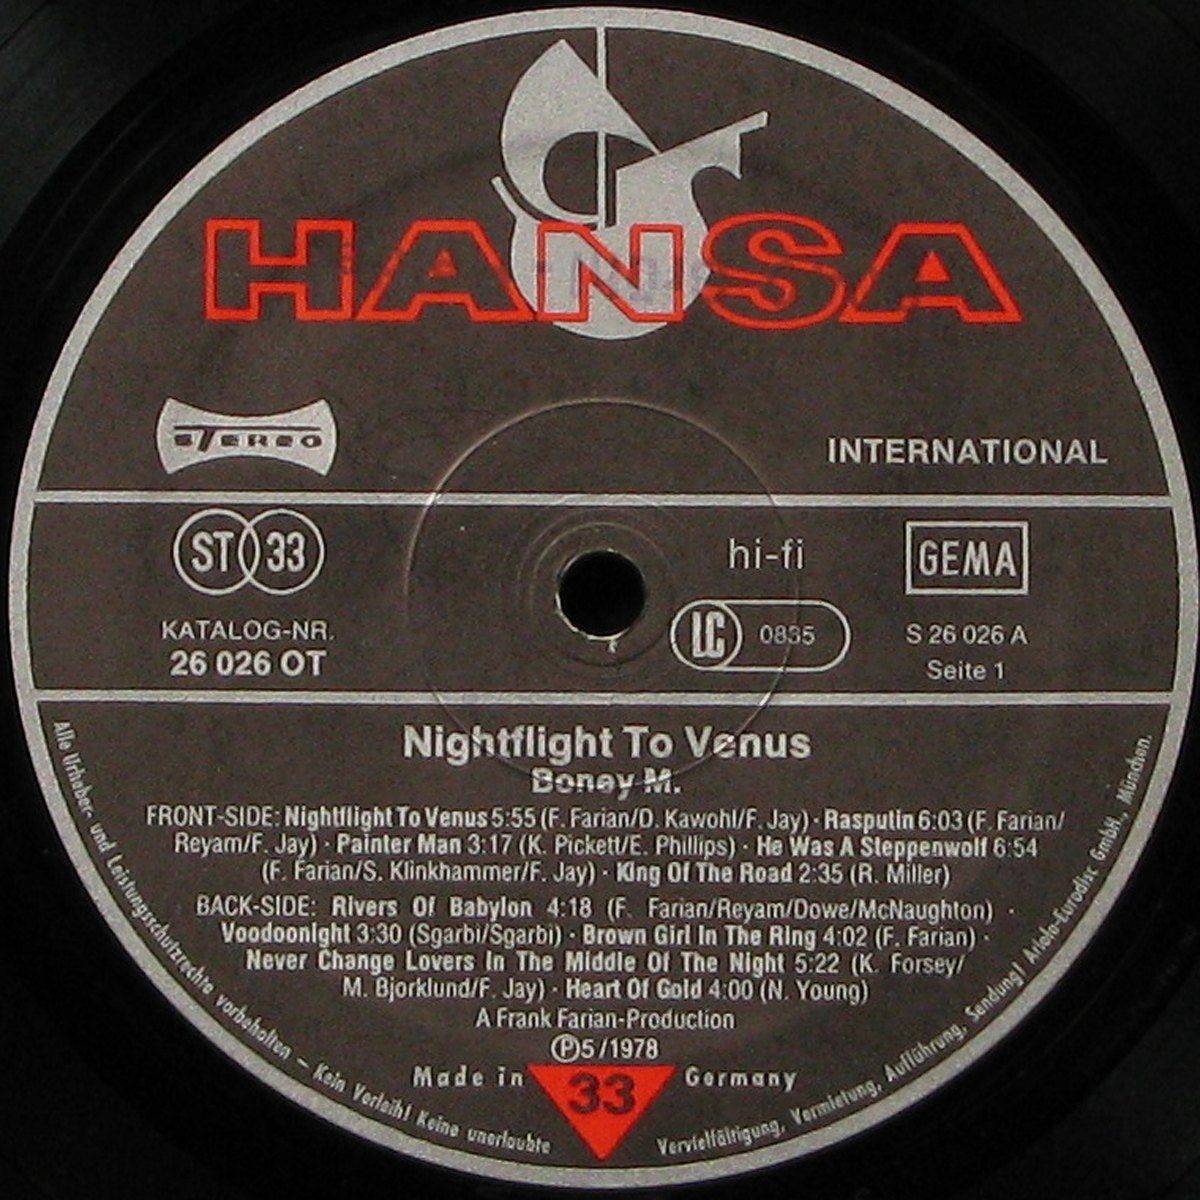 HANSA
STEREO
INTERNATIONAL
ST 33
hi-fi
GEMA
KATALOG-NR.
26 026 OT
LC 0835
S 26 026 A
Seite 1
Nightflight To Venus
Boney M.
FRONT-SIDE: Nightflight To Venus 5:55 (F. Farian/D. Kawohl/F. Jay) · Rasputin 6:03 (F. Farian/
Reyam/F. Jay) · Painter Man 3:17 (K. Pickett/E. Phillips) · He Was A Steppenwolf 6:54
(F. Farian/S. Klinkhammer/F. Jay) · King Of The Road 2:35 (R. Miller)
BACK-SIDE: Rivers Of Babylon 4:18 (F. Farian/Reyam/Dowe/McNaughton) ·
Voodoonight 3:30 (Sgarbi/Sgarbi) · Brown Girl In The Ring 4:02 (F. Farian) ·
Never Change Lovers In The Middle Of The Night 5:22 (K. Forsey/
M. Bjorklund/F. Jay) · Heart Of Gold 4:00 (N. Young)
A Frank Farian-Production
Ⓟ5/1978
Made in Germany
33
Alle Urheber- und Leistungsschutzrechte vorbehalten – Kein Verleih! Keine unerlaubte Vervielfältigung, Vermietung, Aufführung, Sendung! Ariola-Eurodisc GmbH., München.